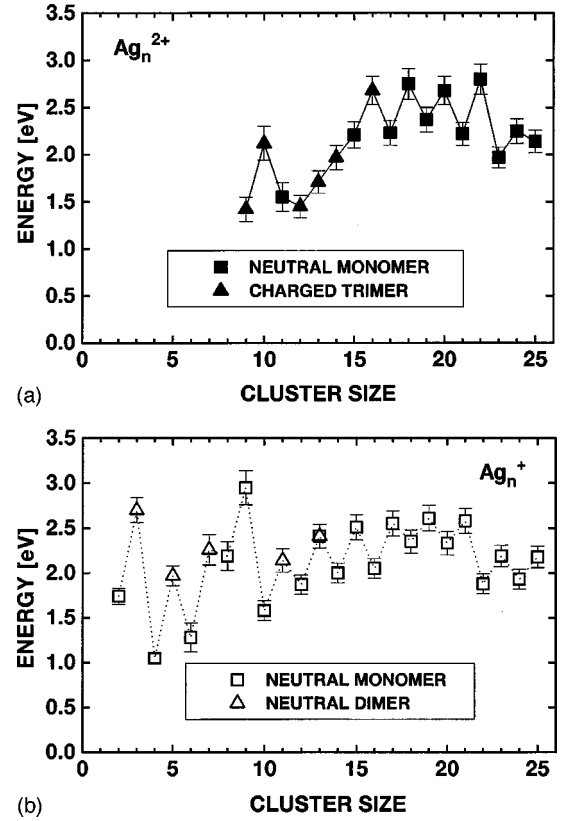 3.5
Agn2+
3.0
2.5
2.0
1.5
1.0
0.5
0.0
ENERGY [eV]
NEUTRAL MONOMER
CHARGED TRIMER
0 5 10 15 20 25
(a)
CLUSTER SIZE
3.5
Agn+
3.0
2.5
2.0
1.5
1.0
0.5
0.0
ENERGY [eV]
NEUTRAL MONOMER
NEUTRAL DIMER
0 5 10 15 20 25
(b)
CLUSTER SIZE